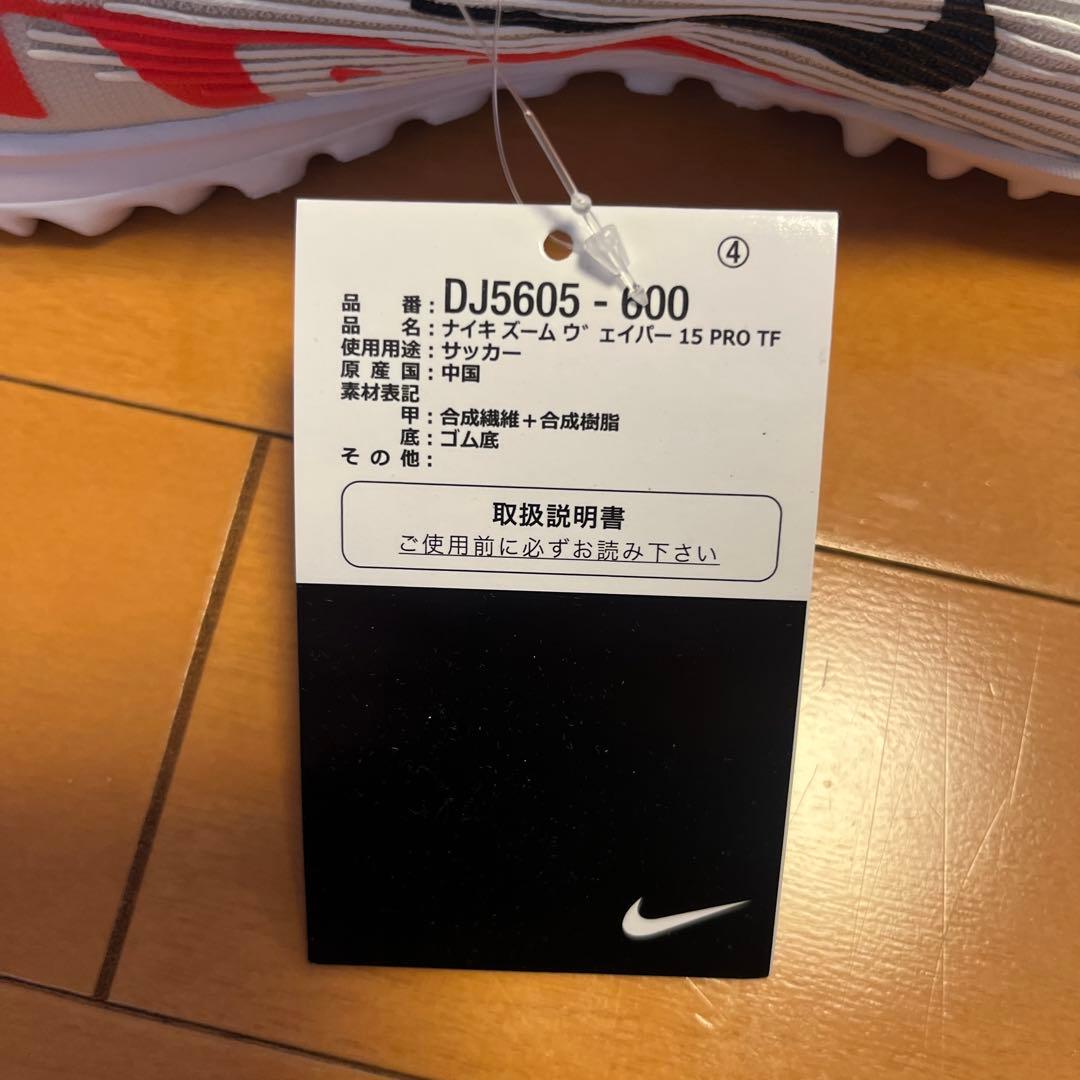 ④
品番：DJ5605 - 600
品名：ナイキ ズーム ヴェイパー 15 PRO TF
使用用途：サッカー
原産国：中国
素材表記
甲：合成繊維＋合成樹脂
底：ゴム底
その他：
取扱説明書
ご使用前に必ずお読み下さい